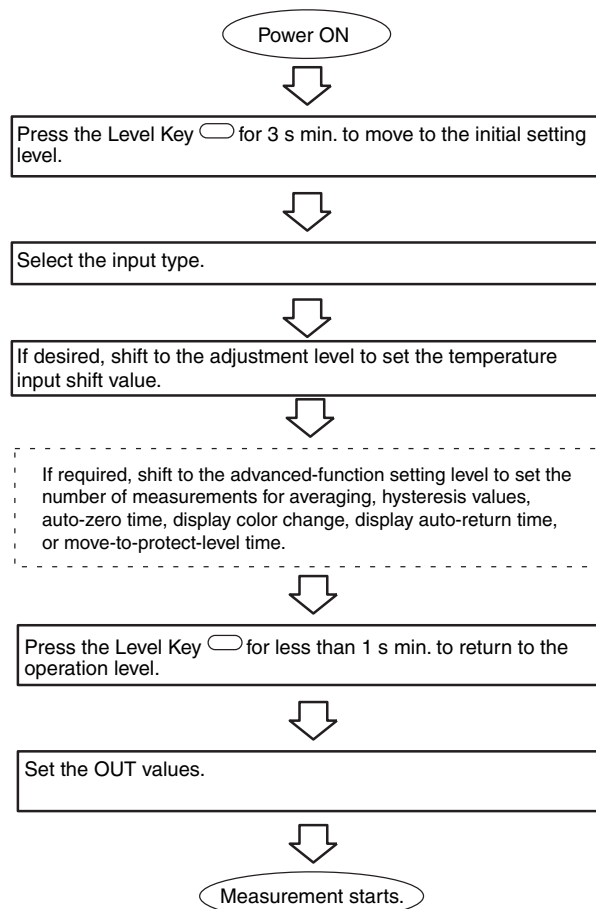 Power ON
Press the Level Key for 3 s min. to move to the initial setting
level.
Select the input type.
If desired, shift to the adjustment level to set the temperature
input shift value.
If required, shift to the advanced-function setting level to set the
number of measurements for averaging, hysteresis values,
auto-zero time, display color change, display auto-return time,
or move-to-protect-level time.
Press the Level Key for less than 1 s min. to return to the
operation level.
Set the OUT values.
Measurement starts.